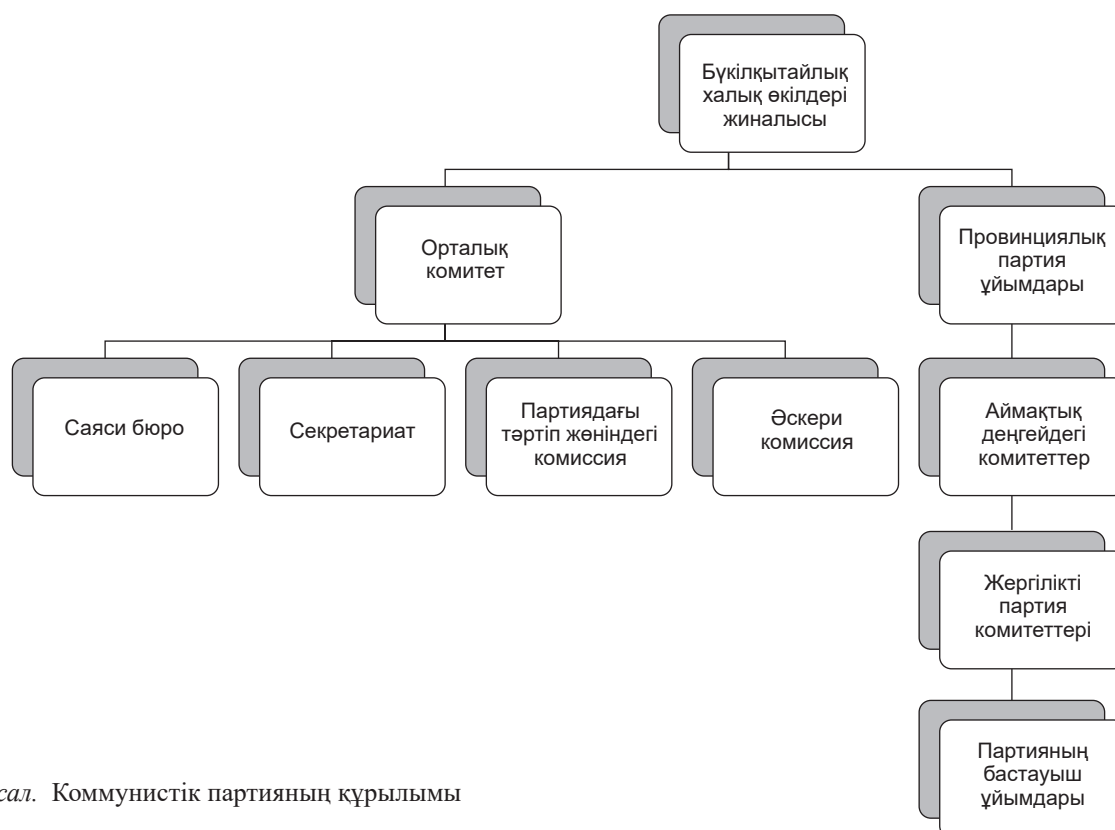 Бүкілқытайлық
халық өкілдері
жиналысы
Орталық
комитет
Провинциялық
партия
ұйымдары
Саяси бюро
Секретариат
Партиядағы
тәртіп жөніндегі
комиссия
Әскери
комиссия
Аймақтық
деңгейдегі
комитеттер
Жергілікті
партия
комитеттері
Партияның
бастауыш
ұйымдары
Коммунистік партияның құрылымы